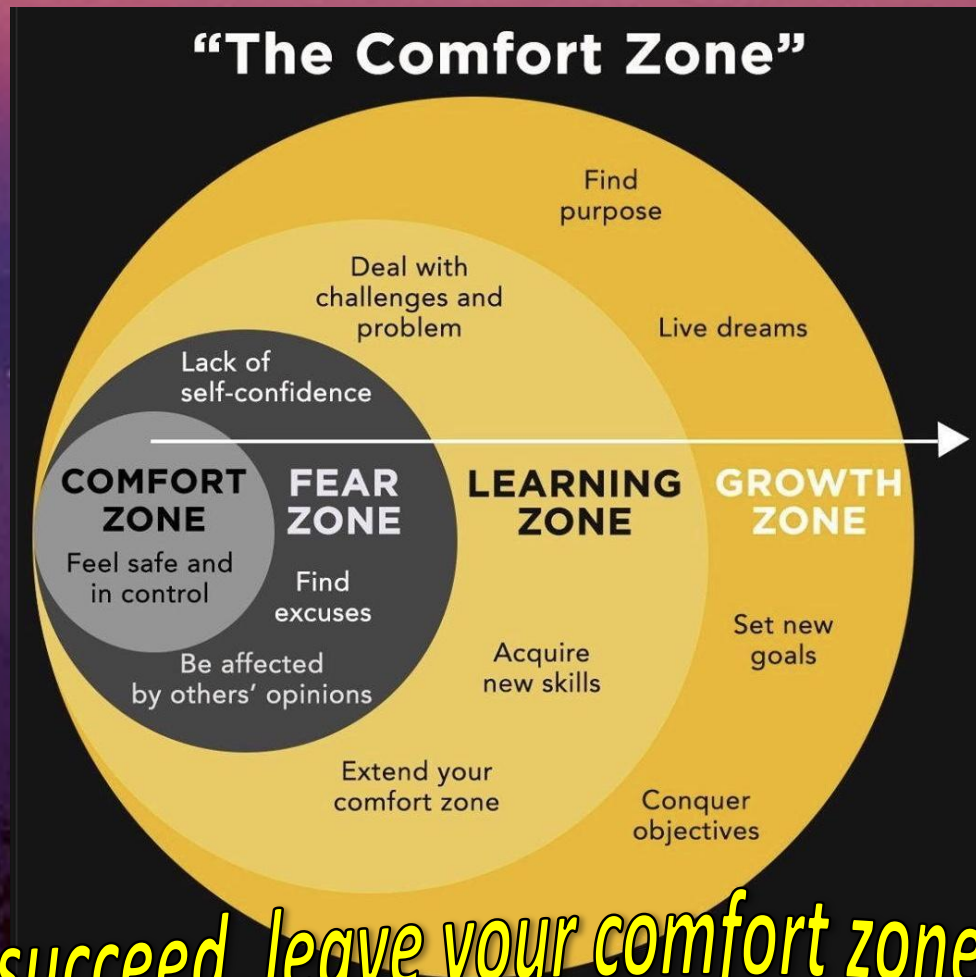 “The Comfort Zone”
Find
purpose
Deal with
challenges and
problem
Live dreams
Lack of
self-confidence
COMFORT
ZONE
Feel safe and
in control
FEAR
ZONE
Find
excuses
Be affected
by others’ opinions
LEARNING
ZONE
Acquire
new skills
Extend your
comfort zone
GROWTH
ZONE
Set new
goals
Conquer
objectives
succeed, leave your comfort zone